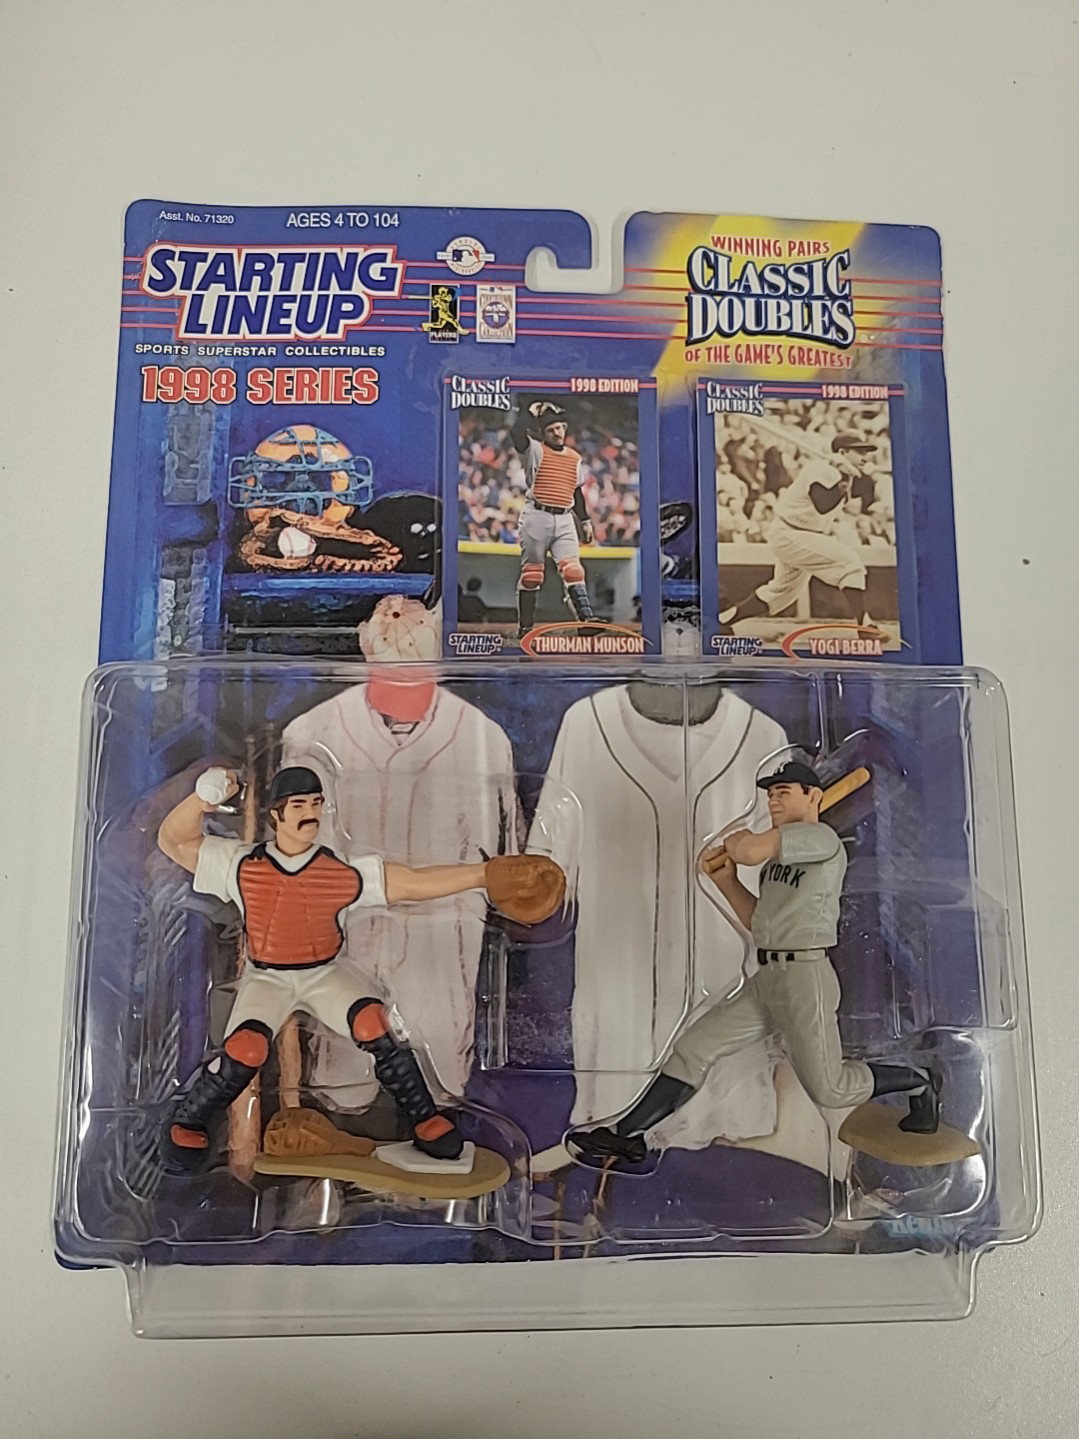 Asst. No. 71320
AGES 4 TO 104
STARTING
LINEUP
SPORTS SUPERSTAR COLLECTIBLES
1998 SERIES
PLAYERS
WINNING PAIRS
CLASSIC
DOUBLES
OF THE GAME'S GREATEST
CLASSIC
DOUBLES
1998 EDITION
STARTING
LINEUP
THURMAN MUNSON
CLASSIC
DOUBLES
1998 EDITION
STARTING
LINEUP
YOGI BERRA
YORK